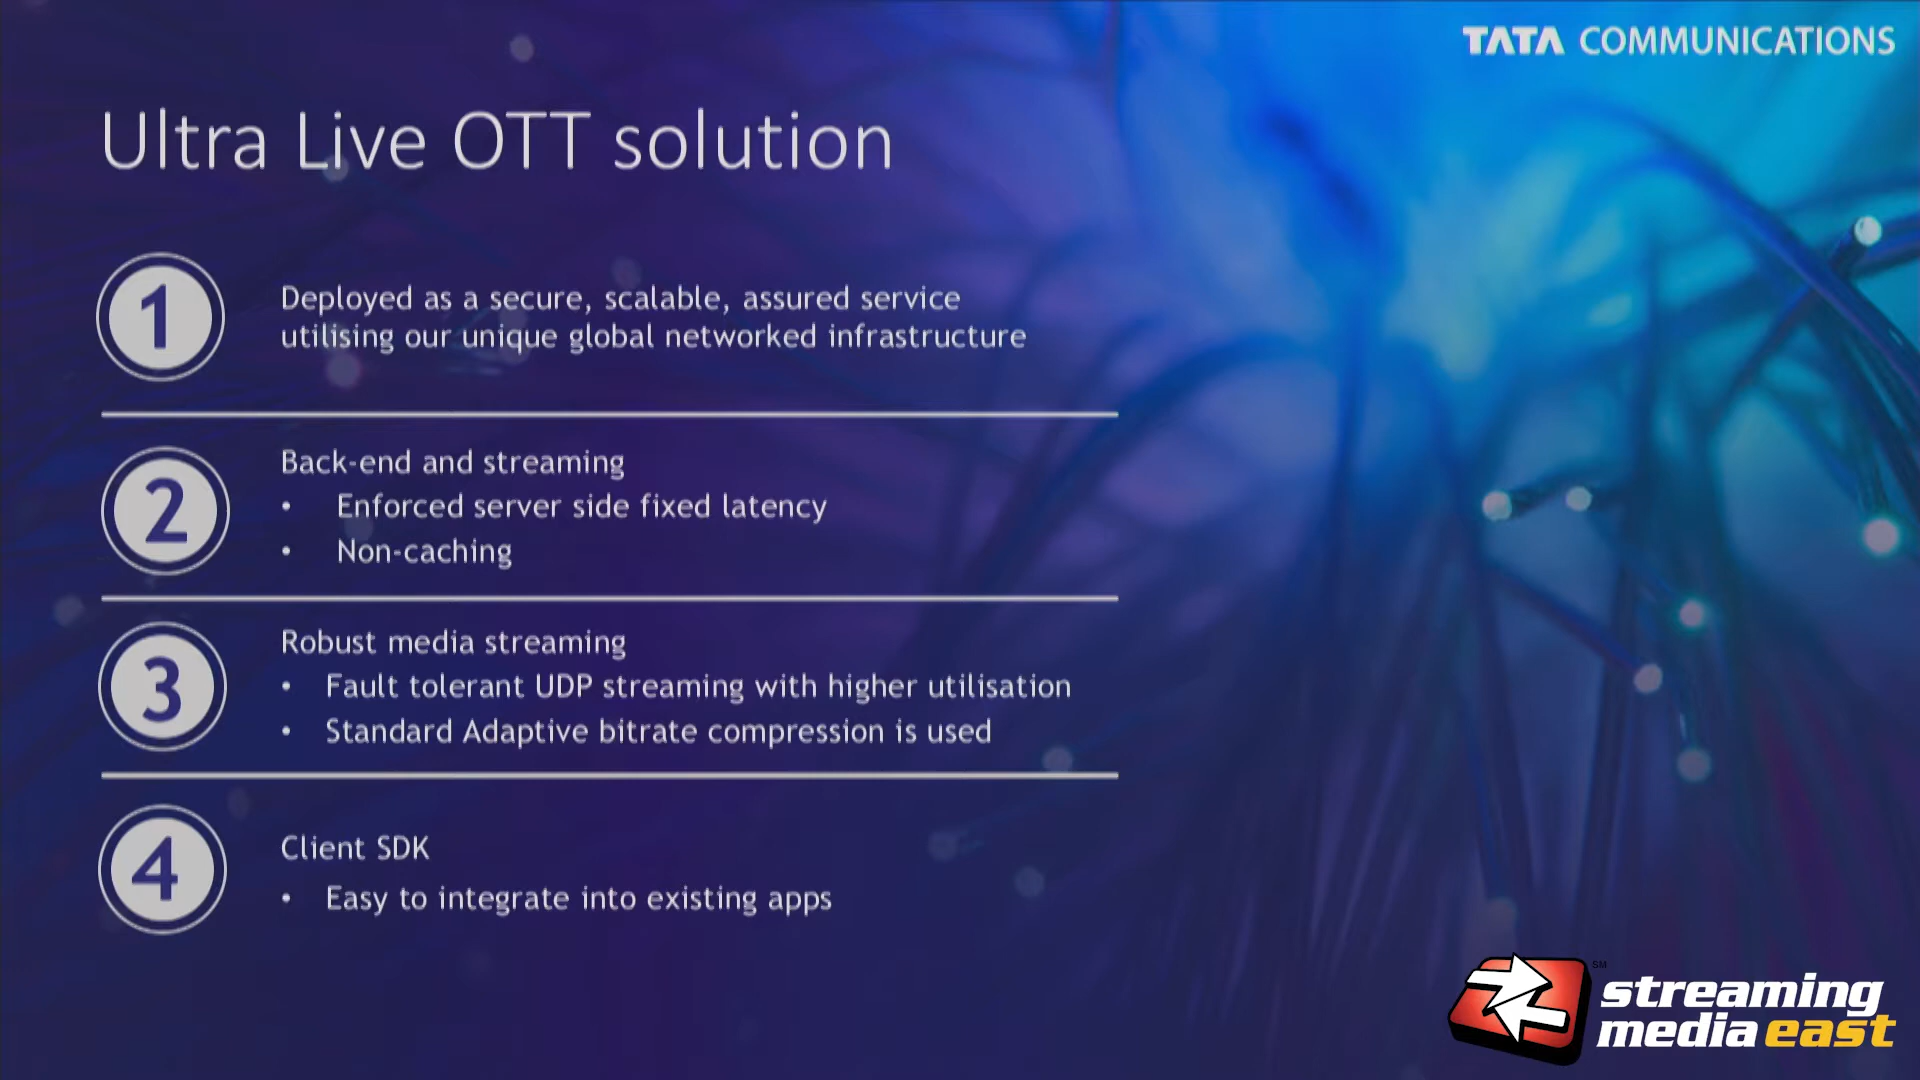 TATA COMMUNICATIONS
Ultra Live OTT solution
1
Deployed as a secure, scalable, assured service
utilising our unique global networked infrastructure
2
Back-end and streaming
• Enforced server side fixed latency
• Non-caching
3
Robust media streaming
• Fault tolerant UDP streaming with higher utilisation
• Standard Adaptive bitrate compression is used
4
Client SDK
• Easy to integrate into existing apps
SM
streaming
media east